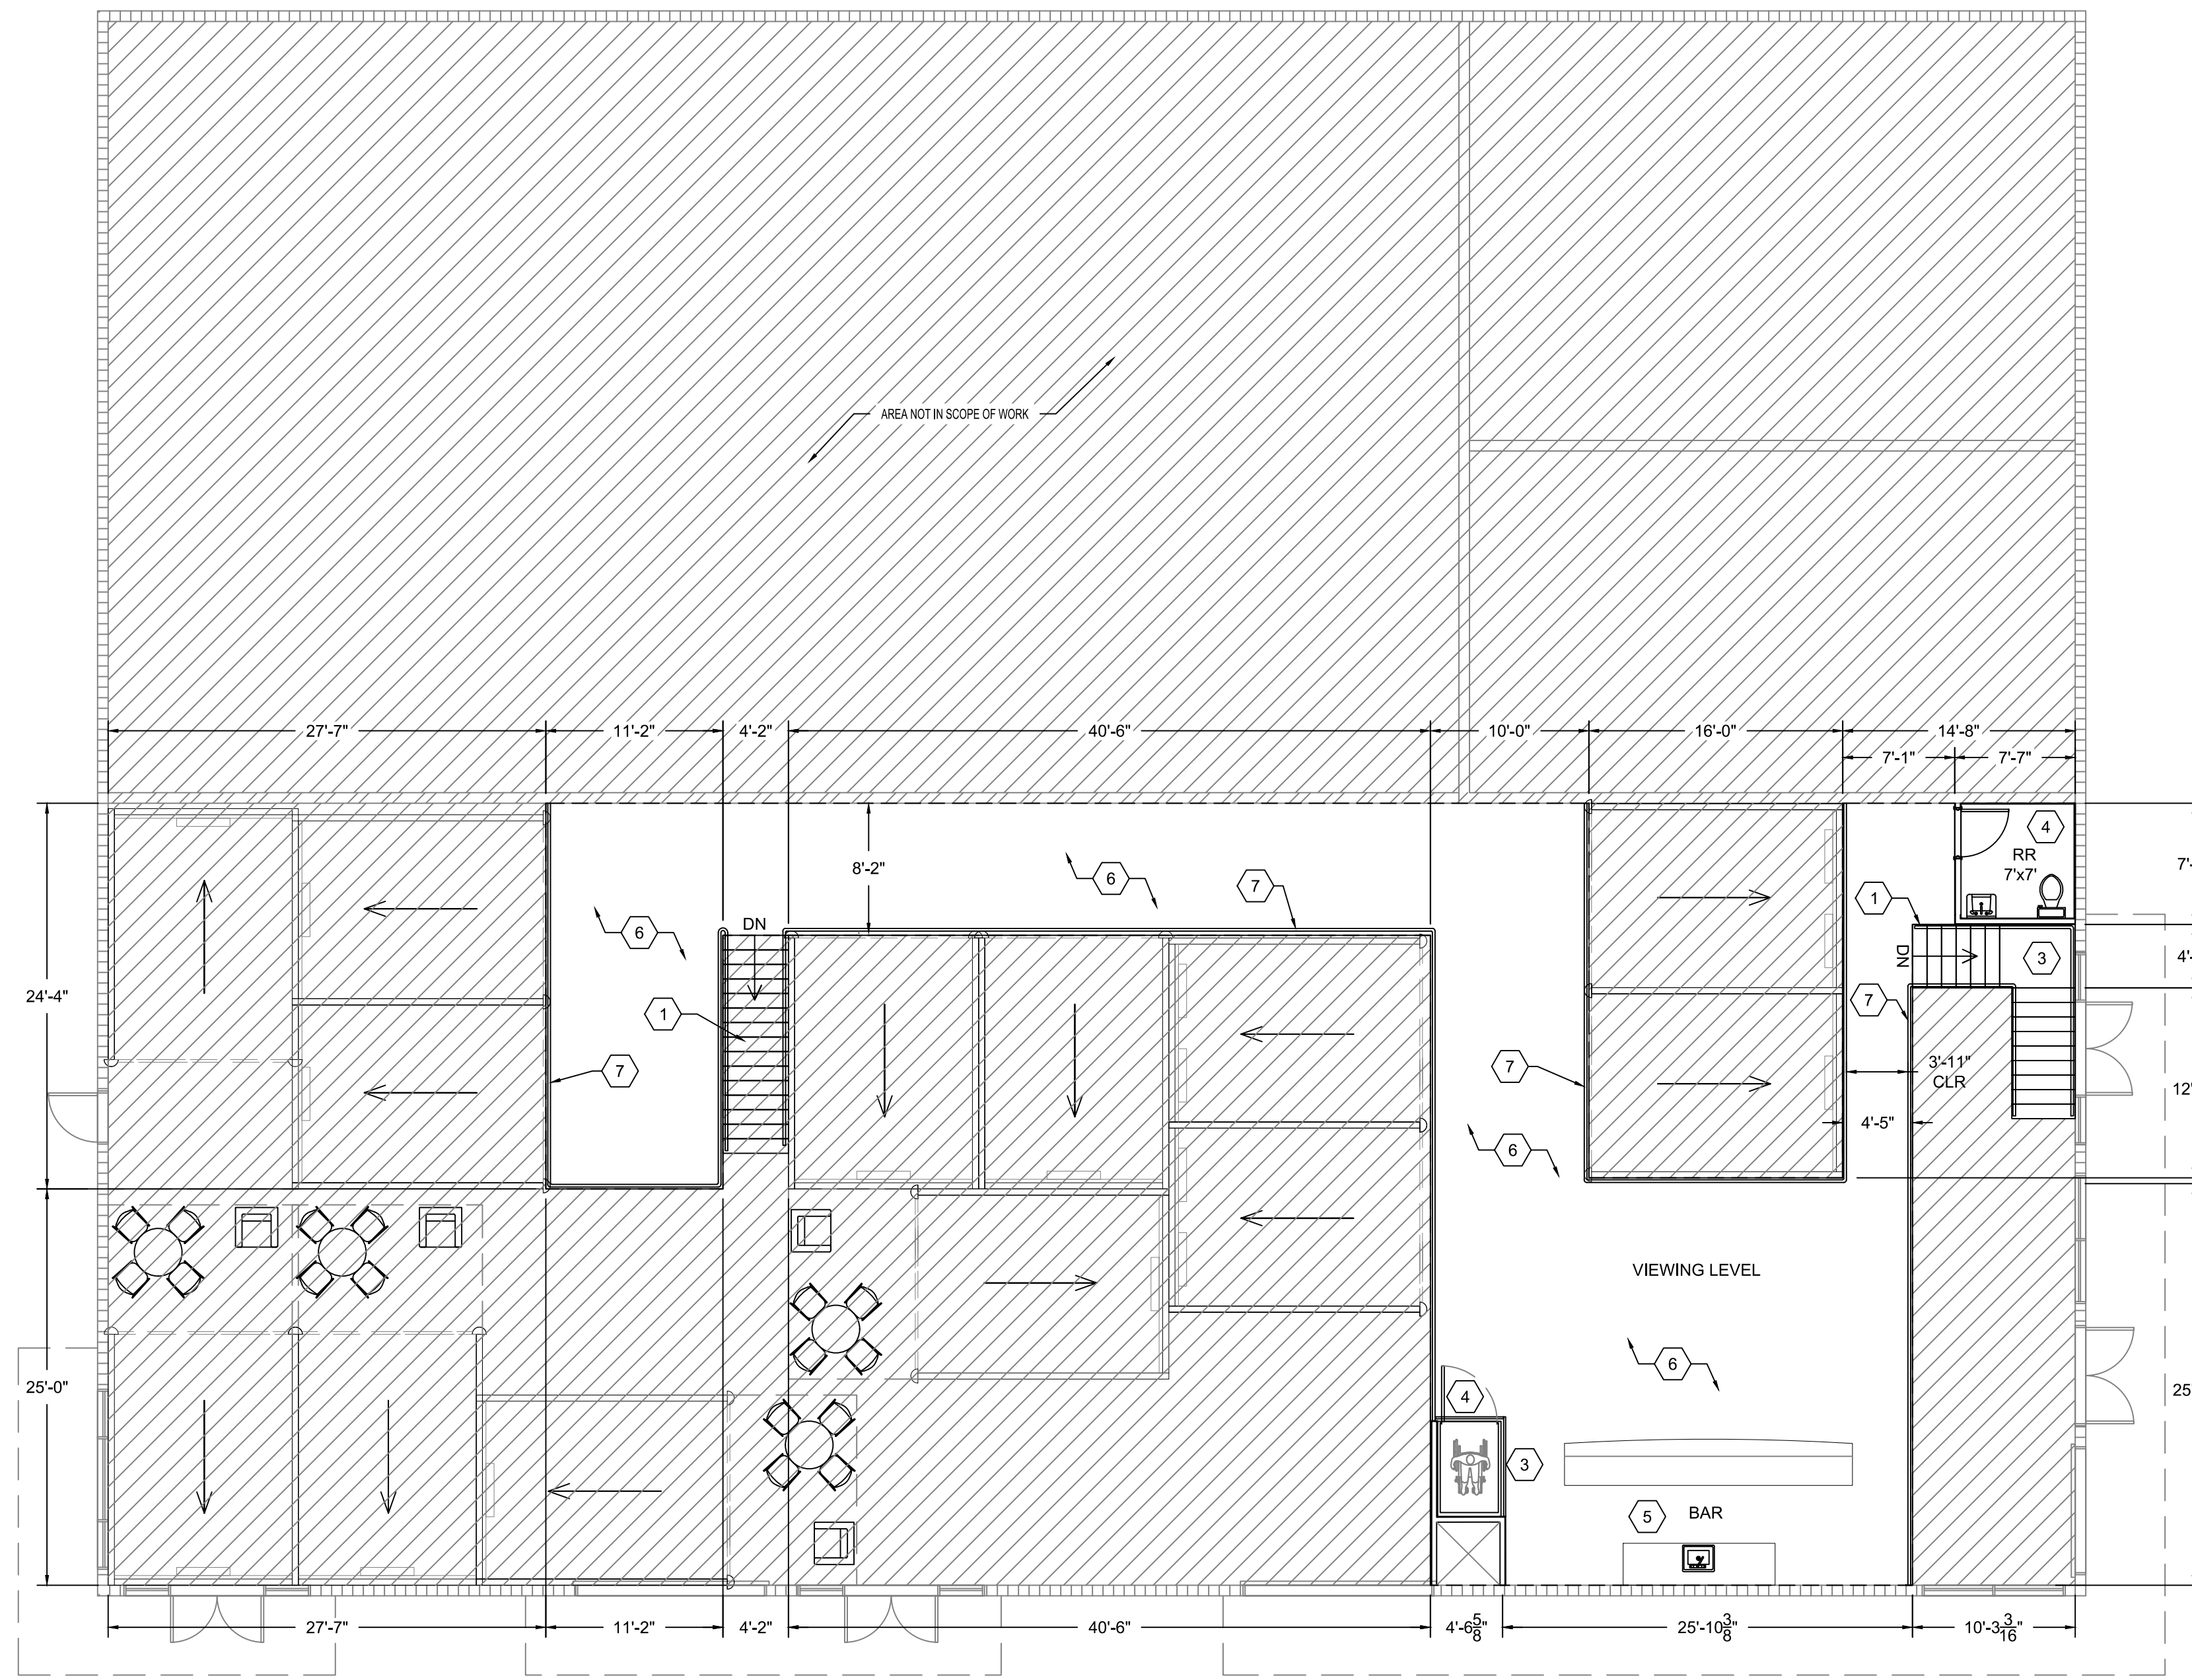 AREA NOT IN SCOPE OF WORK
27'-7" 11'-2" 4'-2" 40'-6" 10'-0" 16'-0" 14'-8"
7'-1" 7'-7"
4
RR
7'x7'
8'-2"
6
7
1
DN
6
DN
3
24'-4"
1
7
3'-11"
CLR
7
7
4'-5"
6
VIEWING LEVEL
6
25'-0"
4
3
5
BAR
27'-7" 11'-2" 4'-2" 40'-6" 4'-6 5/8" 25'-10 3/8" 10'-3 3/16"